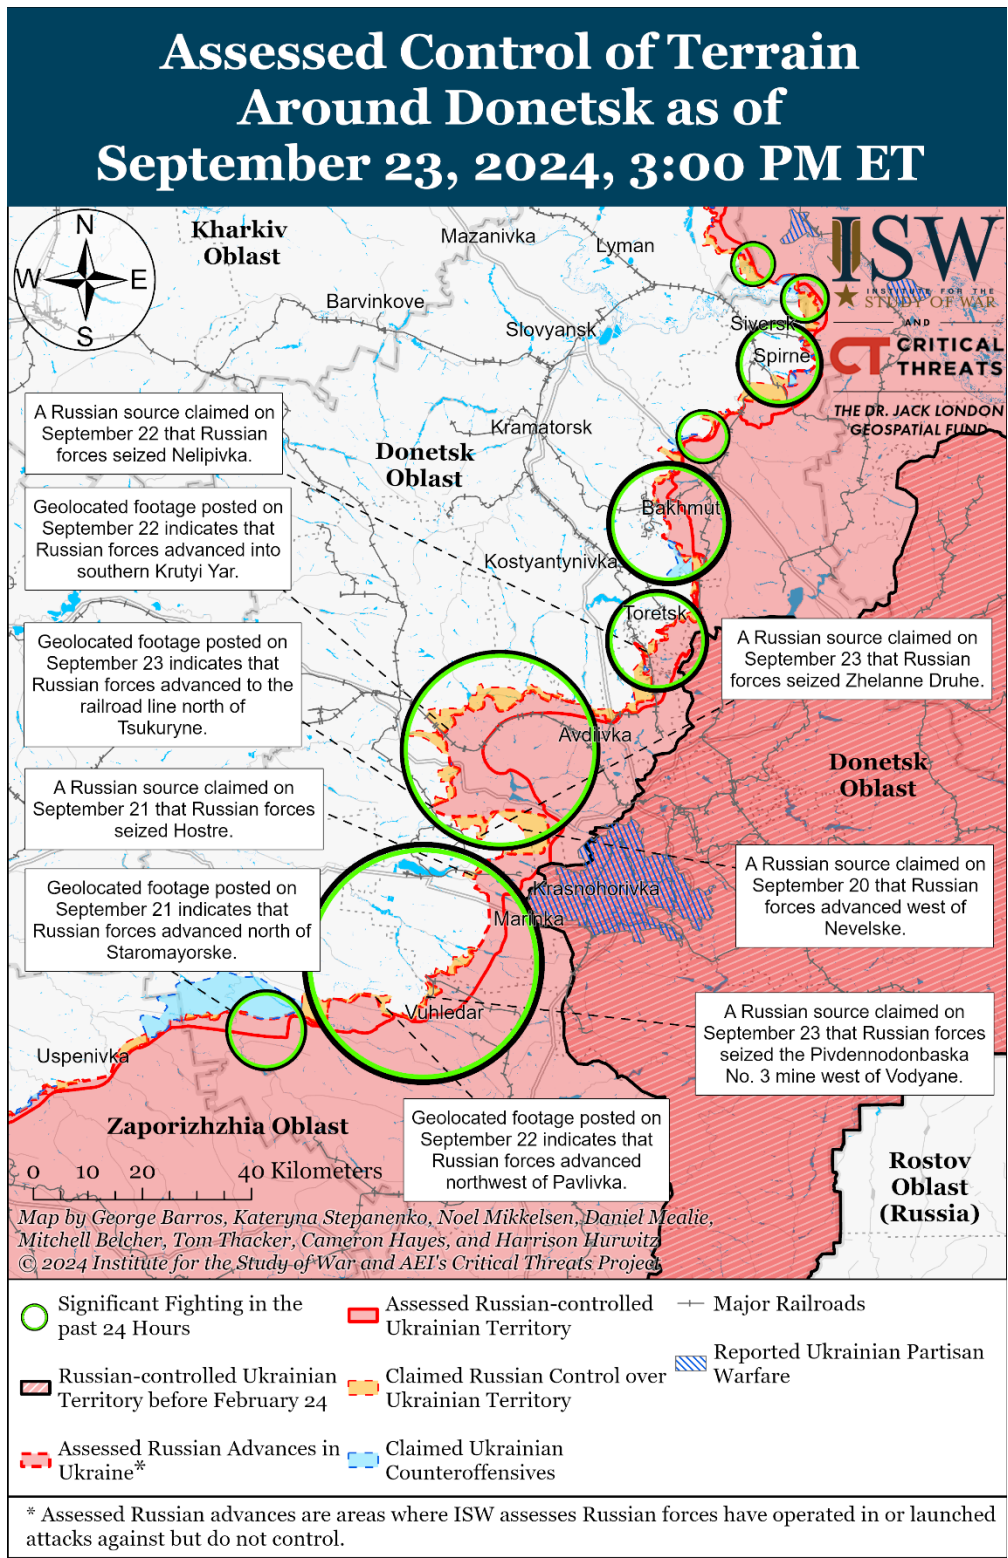 Assessed Control of Terrain
Around Donetsk as of
September 23, 2024, 3:00 PM ET
N
W
E
S
Kharkiv
Oblast
Mazanivka
Lyman
Barvinkove
Slovyansk
Siversk
Spirne
ISW
INSTITUTE FOR THE
STUDY OF WAR
AND
CT CRITICAL
THREATS
THE DR. JACK LONDON
GEOSPATIAL FUND
A Russian source claimed on
September 22 that Russian
forces seized Nelipivka.
Kramatorsk
Donetsk
Oblast
Geolocated footage posted on
September 22 indicates that
Russian forces advanced into
southern Krutyi Yar.
Bakhmut
Kostyantynivka
Toretsk
Geolocated footage posted on
September 23 indicates that
Russian forces advanced to the
railroad line north of
Tsukuryne.
A Russian source claimed on
September 23 that Russian
forces seized Zhelanne Druhe.
Avdiivka
Donetsk
Oblast
A Russian source claimed on
September 21 that Russian forces
seized Hostre.
A Russian source claimed on
September 20 that Russian
forces advanced west of
Nevelske.
Krasnohorivka
Marinka
Geolocated footage posted on
September 21 indicates that
Russian forces advanced north of
Staromayorske.
Vuhledar
A Russian source claimed on
September 23 that Russian forces
seized the Pivdennodonbaska
No. 3 mine west of Vodyane.
Uspenivka
Zaporizhzhia Oblast
Geolocated footage posted on
September 22 indicates that
Russian forces advanced
northwest of Pavlivka.
Rostov
Oblast
(Russia)
0 10 20 40 Kilometers
Map by George Barros, Kateryna Stepanenko, Noel Mikkelsen, Daniel Mealie,
Mitchell Belcher, Tom Thacker, Cameron Hayes, and Harrison Hurwitz
© 2024 Institute for the Study of War and AEI's Critical Threats Project
Significant Fighting in the
past 24 Hours
Russian-controlled Ukrainian
Territory before February 24
Assessed Russian Advances in
Ukraine*
Assessed Russian-controlled
Ukrainian Territory
Claimed Russian Control over
Ukrainian Territory
Claimed Ukrainian
Counteroffensives
Major Railroads
Reported Ukrainian Partisan
Warfare
* Assessed Russian advances are areas where ISW assesses Russian forces have operated in or launched
attacks against but do not control.